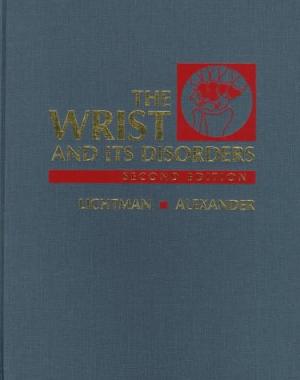 THE
WRIST
AND ITS DISORDERS
SECOND EDITION
LICHTMAN ■ ALEXANDER